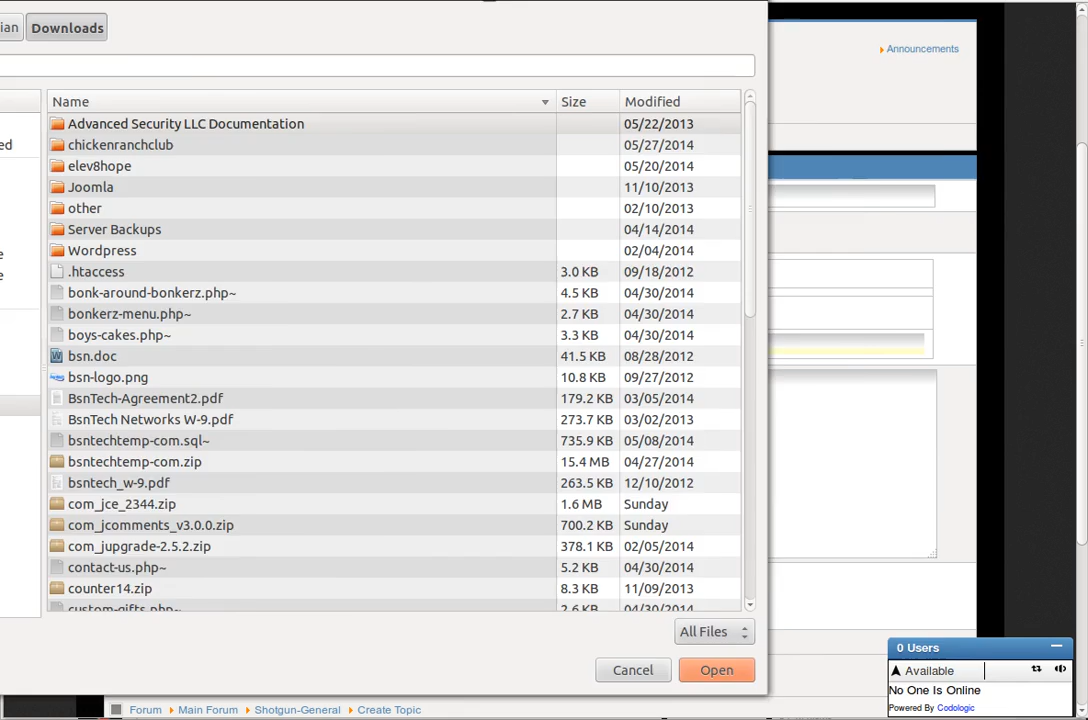 ian Downloads
Announcements
Name Size Modified
Advanced Security LLC Documentation 05/22/2013
ed
chickenranchclub 05/27/2014
elev8hope 05/20/2014
Joomla 11/10/2013
other 02/10/2013
Server Backups 04/14/2014
e
Wordpress 02/04/2014
e
.htaccess 3.0 KB 09/18/2012
bonk-around-bonkerz.php~ 4.5 KB 04/30/2014
bonkerz-menu.php~ 2.7 KB 04/30/2014
boys-cakes.php~ 3.3 KB 04/30/2014
bsn.doc 41.5 KB 08/28/2012
bsn-logo.png 10.8 KB 09/27/2012
BsnTech-Agreement2.pdf 179.2 KB 03/05/2014
BsnTech Networks W-9.pdf 273.7 KB 03/02/2013
bsntechtemp-com.sql~ 735.9 KB 05/08/2014
bsntechtemp-com.zip 15.4 MB 04/27/2014
bsntech_w-9.pdf 263.5 KB 12/10/2012
com_jce_2344.zip 1.6 MB Sunday
com_jcomments_v3.0.0.zip 700.2 KB Sunday
com_jupgrade-2.5.2.zip 378.1 KB 02/05/2014
contact-us.php~ 5.2 KB 04/30/2014
counter14.zip 8.3 KB 11/09/2013
custom-gifts.php~ 2.6 KB 04/30/2014
All Files
Cancel Open
0 Users
Available
No One Is Online
Powered By Codologic
Forum Main Forum Shotgun-General Create Topic